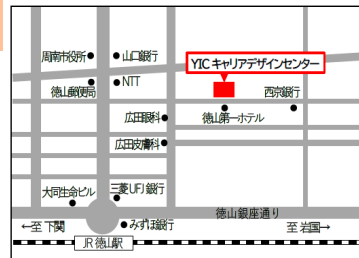 周南市役所 山口銀行
YICキャリアデザインセンター
徳山郵便局 NTT
西京銀行
広田眼科 徳山第一ホテル
広田皮膚科
大同生命ビル 三菱UFJ銀行
徳山銀座通り
←至下関 みずほ銀行 至岩国→
JR徳山駅